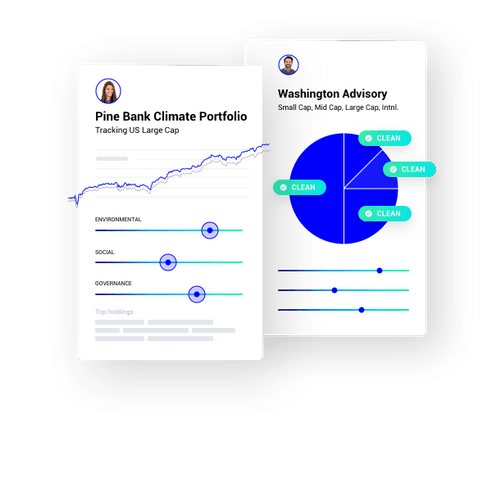 Pine Bank Climate Portfolio
Tracking US Large Cap
ENVIRONMENTAL
SOCIAL
GOVERNANCE
Top holdings
Washington Advisory
Small Cap, Mid Cap, Large Cap, Intnl.
CLEAN
CLEAN
CLEAN
CLEAN